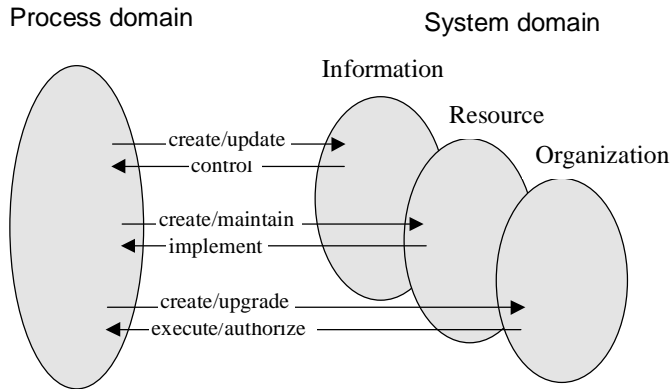 Process domain
System domain
Information
Resource
Organization
create/update
control
create/maintain
implement
create/upgrade
execute/authorize